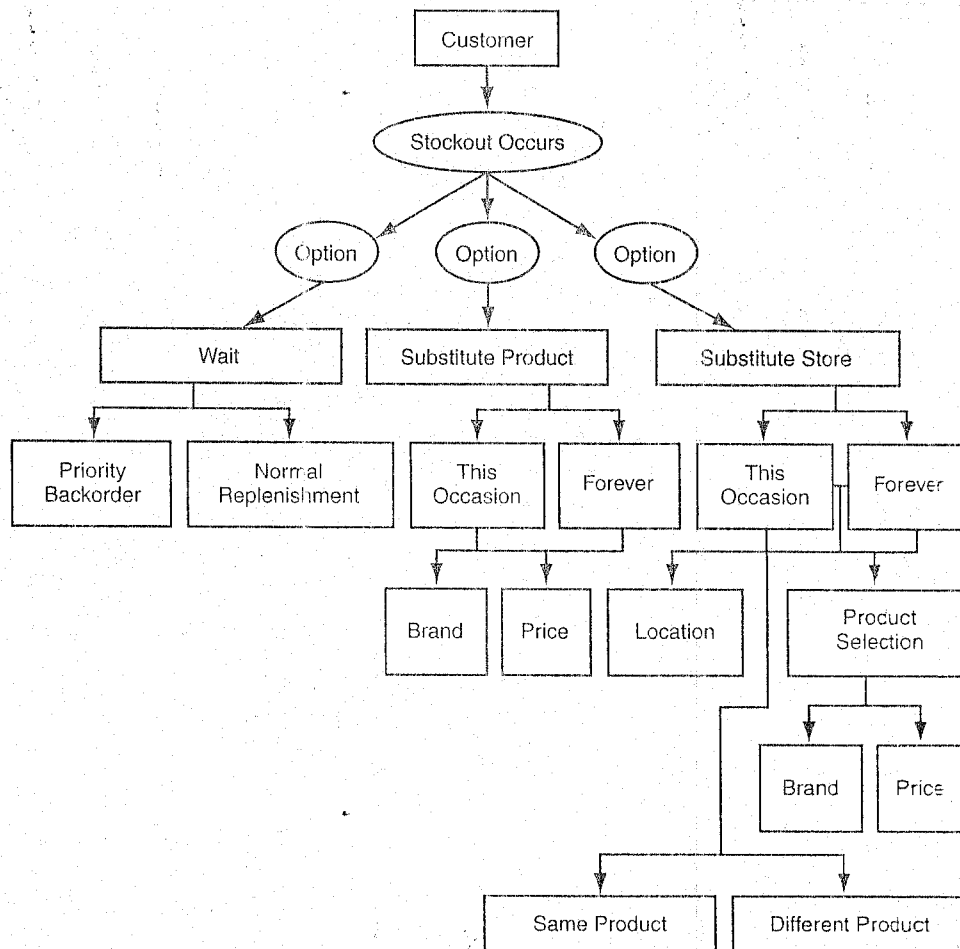 Customer
Stockout Occurs
Option
Option
Option
Wait
Substitute Product
Substitute Store
Priority
Backorder
Normal
Replenishment
This
Occasion
Forever
This
Occasion
Forever
Brand
Price
Location
Product
Selection
Brand
Price
Same Product
Different Product